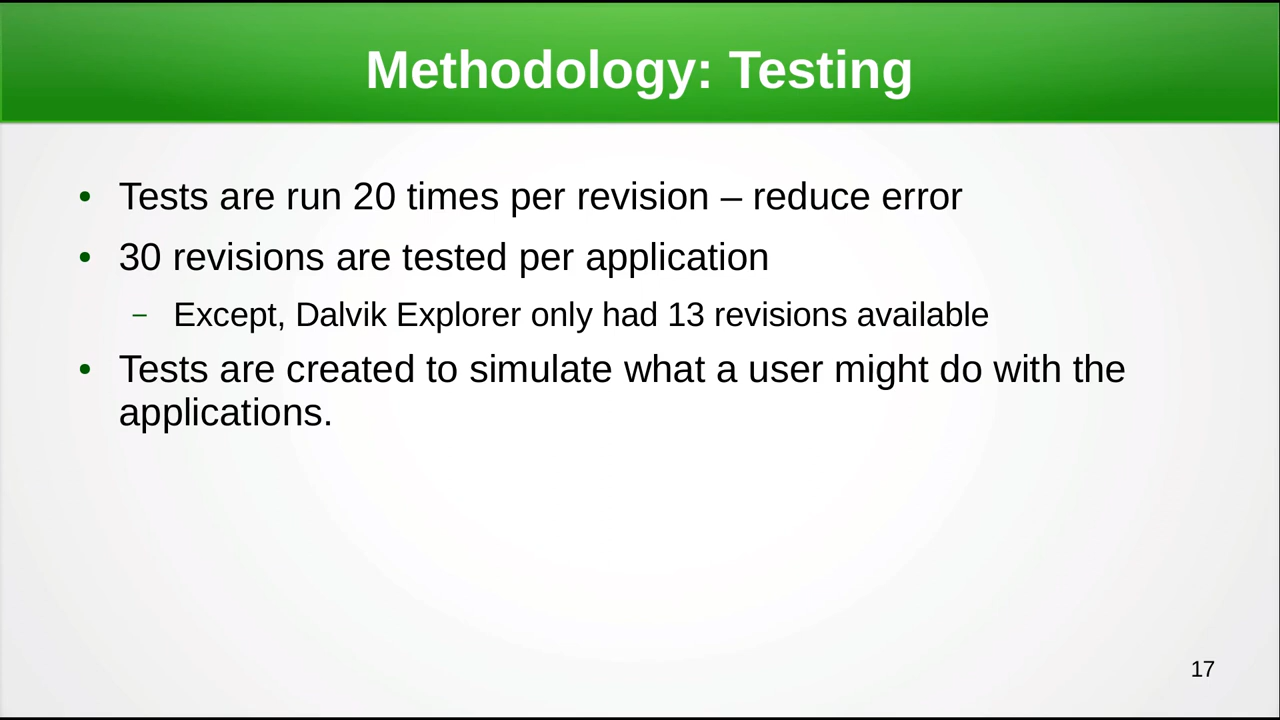 Methodology: Testing
• Tests are run 20 times per revision – reduce error
• 30 revisions are tested per application
– Except, Dalvik Explorer only had 13 revisions available
• Tests are created to simulate what a user might do with the
applications.
17